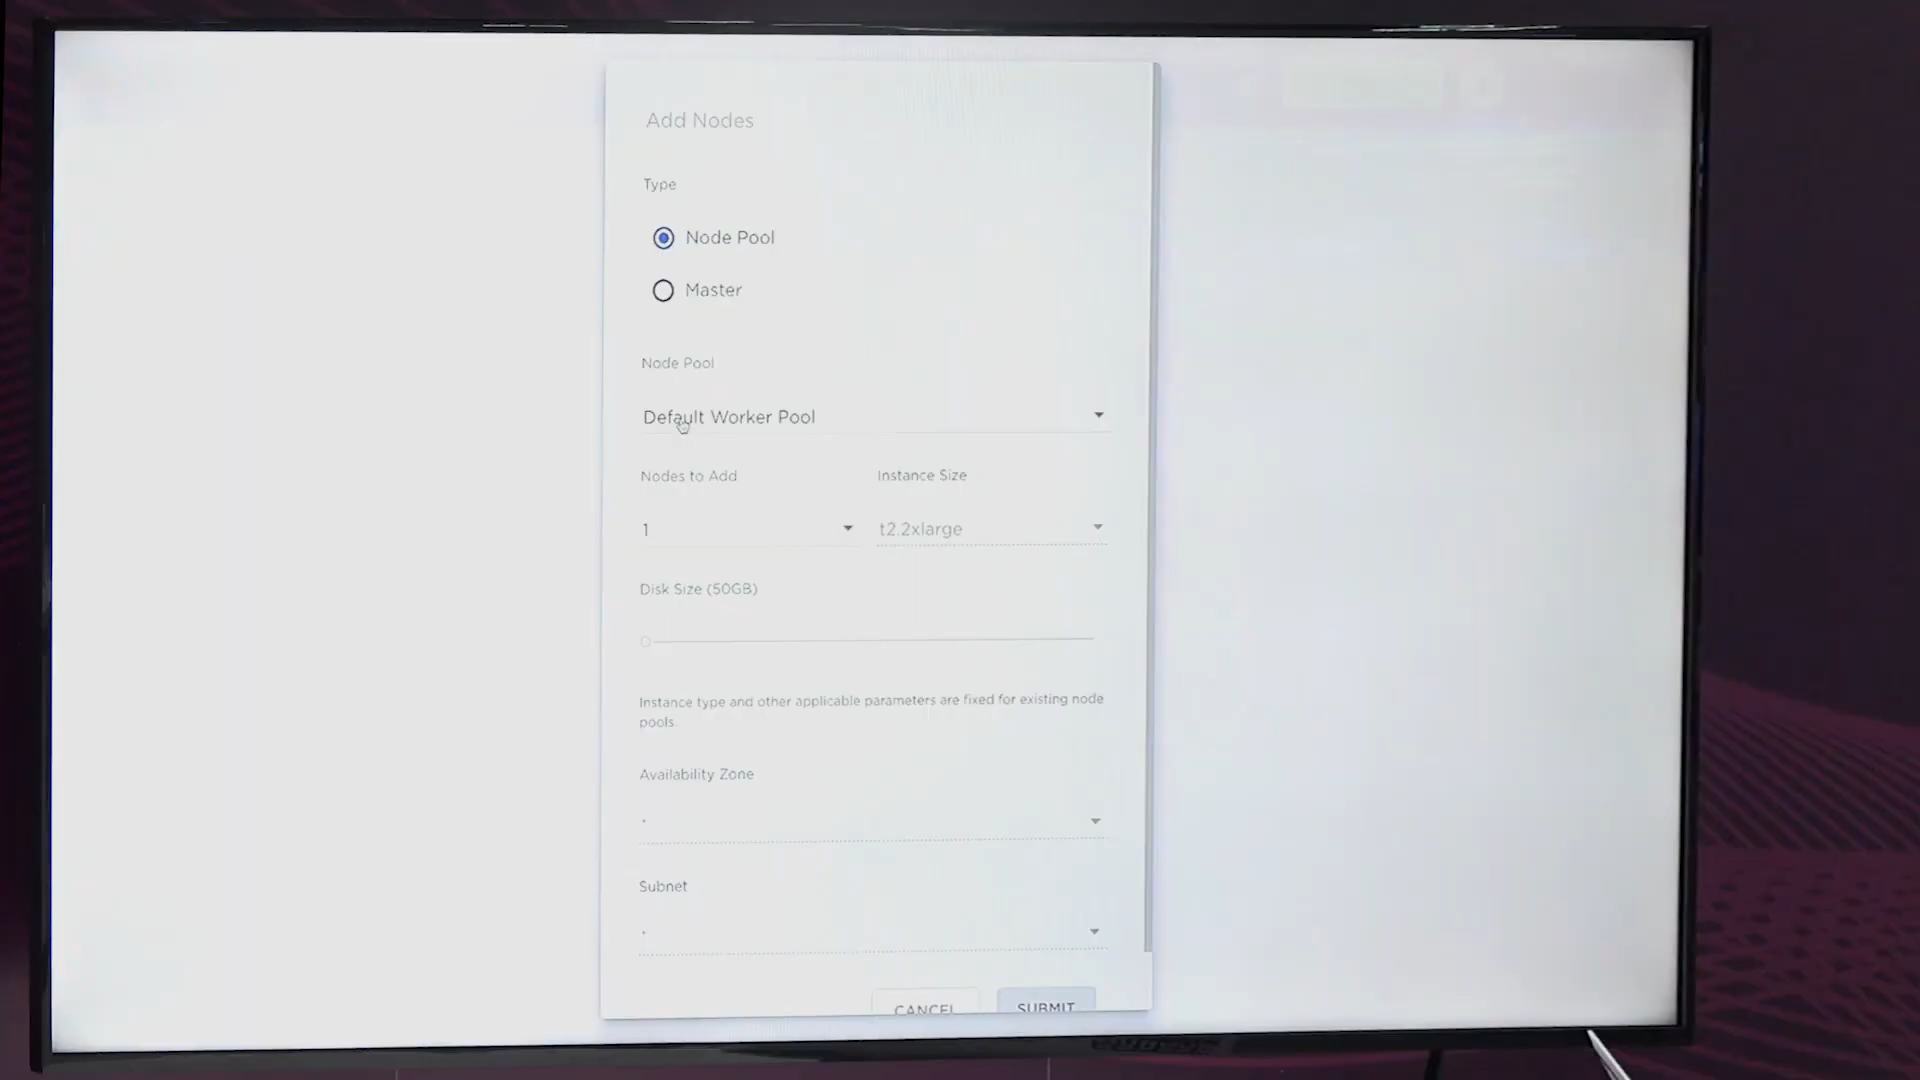 Add Nodes
Type
Node Pool
Master
Node Pool
Default Worker Pool
Nodes to Add
Instance Size
1
t2.2xlarge
Disk Size (50GB)
Instance type and other applicable parameters are fixed for existing node
pools.
Availability Zone
Subnet
CANCEL
SUBMIT